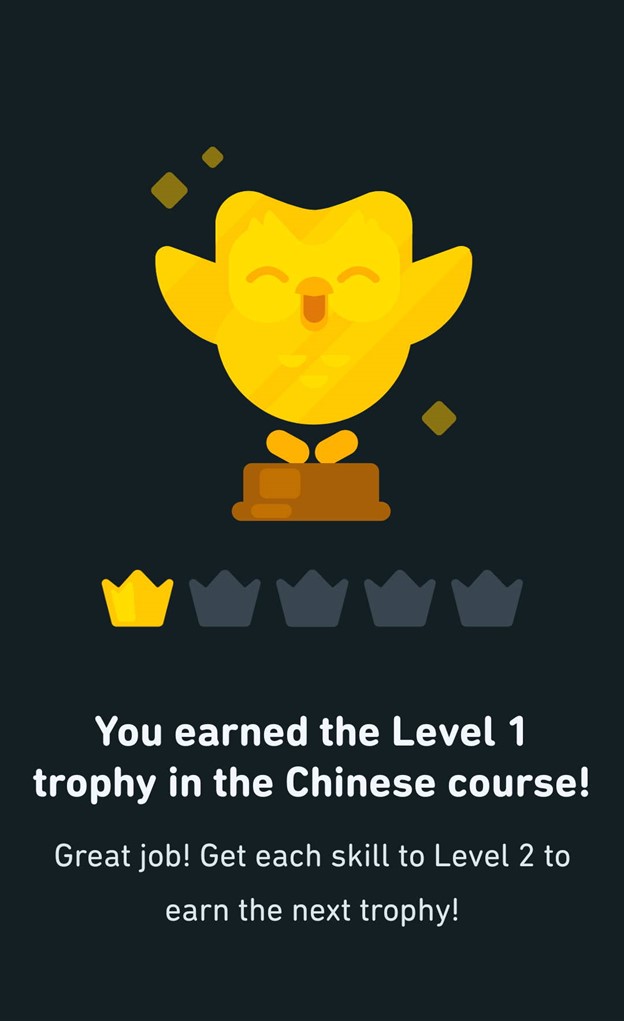 You earned the Level 1
trophy in the Chinese course!
Great job! Get each skill to Level 2 to
earn the next trophy!